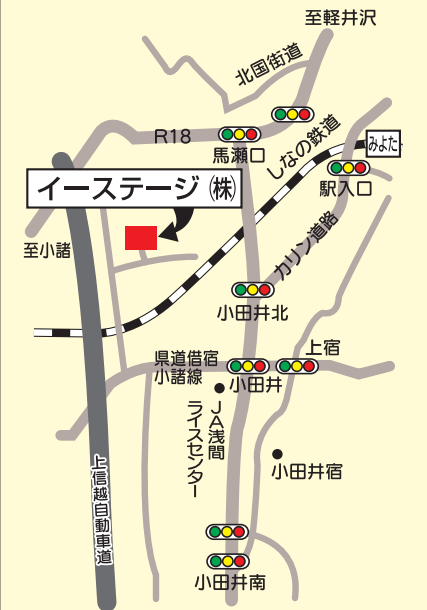 至軽井沢
北国街道
R18
馬瀬口
しなの鉄道
みよた
駅入口
イーステージ㈱
至小諸
カリン道路
小田井北
上宿
県道借宿
小諸線
小田井
JA浅間
ライスセンター
小田井宿
上信越自動車道
小田井南